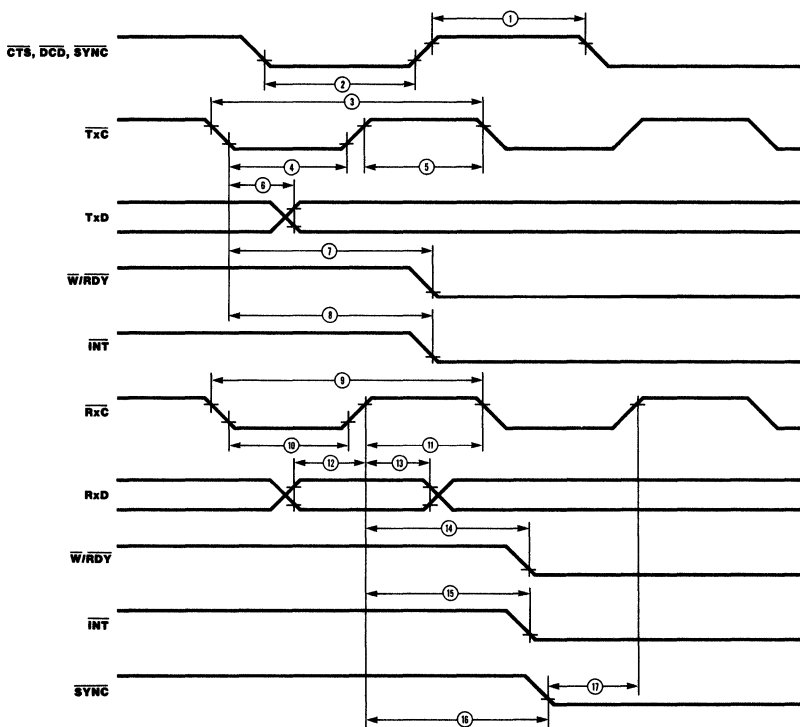 1
CTS, DCD, SYNC
2
3
TxC
4
5
6
TxD
7
W/RDY
8
INT
9
RxC
10
11
12
13
RxD
14
W/RDY
15
INT
17
SYNC
16